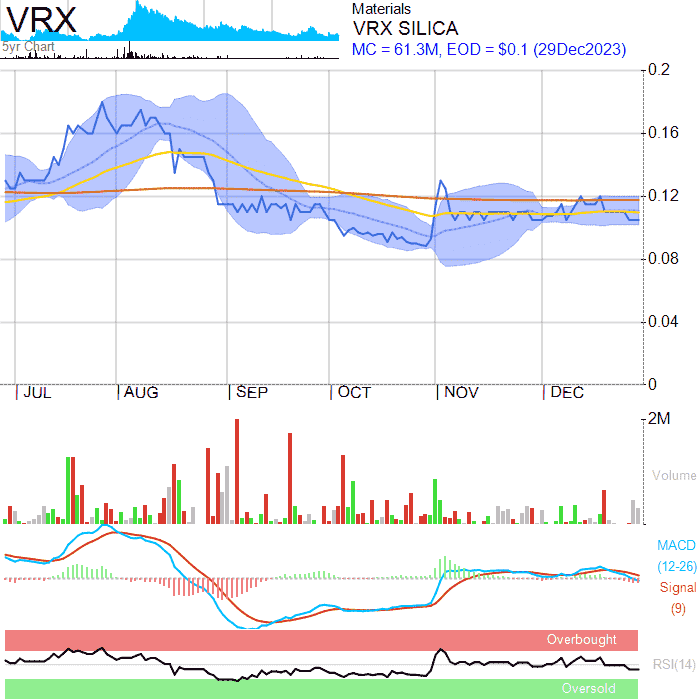 VRX
5yr Chart
Materials
VRX SILICA
MC = 61.3M, EOD = $0.1 (29Dec2023)
0.2
0.16
0.12
0.08
0.04
0
JUL AUG SEP OCT NOV DEC
2M
Volume
MACD
(12-26)
Signal
(9)
Overbought
RSI(14)
Oversold